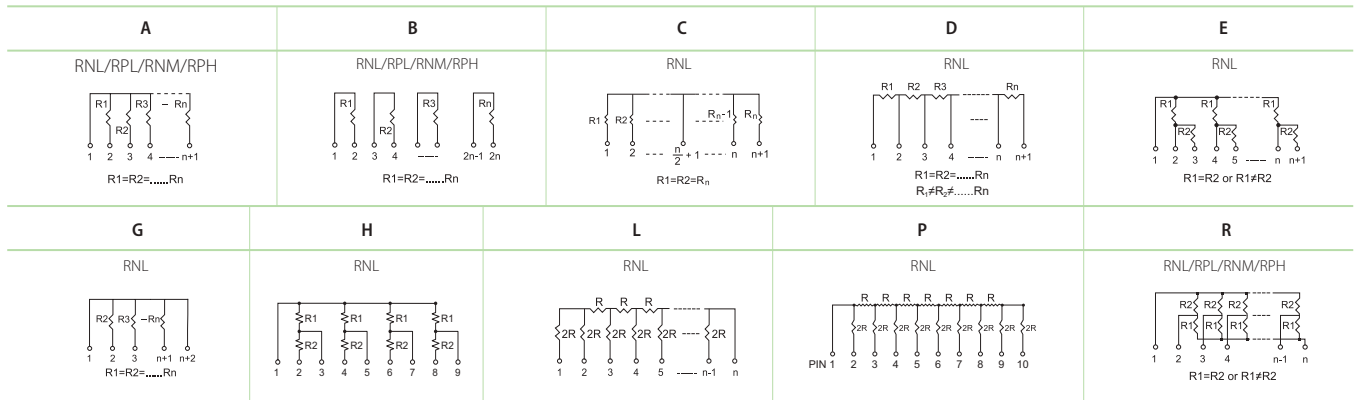 A B C D E
RNL/RPL/RNM/RPH RNL/RPL/RNM/RPH RNL RNL RNL
R1 R3 – Rn
R2
1 2 3 4 n+1
R1=R2=......Rn
R1 R3 Rn
R2
1 2 3 4 2n-1 2n
R1=R2=......Rn
R1 R2 Rn-1 Rn
1 2 n/2 + 1 n n+1
R1=R2=Rn
R1 R2 R3 Rn
1 2 3 4 n n+1
R1=R2=......Rn
R₁≠R₂≠......Rn
R1 R1 R1
R2 R2 R2
1 2 3 4 5 n n+1
R1=R2 or R1≠R2
G H L P R
RNL RNL RNL RNL RNL/RPL/RNM/RPH
R2 R3 –Rn
1 2 3 n+1 n+2
R1=R2=......Rn
R1 R1 R1 R1
R2 R2 R2 R2
1 2 3 4 5 6 7 8 9
R R R
2R 2R 2R 2R 2R 2R
1 2 3 4 5 n-1 n
R R R R R R
2R 2R 2R 2R 2R 2R 2R 2R
PIN 1 2 3 4 5 6 7 8 9 10
R2 R2 R2 R2
R1 R1 R1 R1
1 2 3 4 n-1 n
R1=R2 or R1≠R2